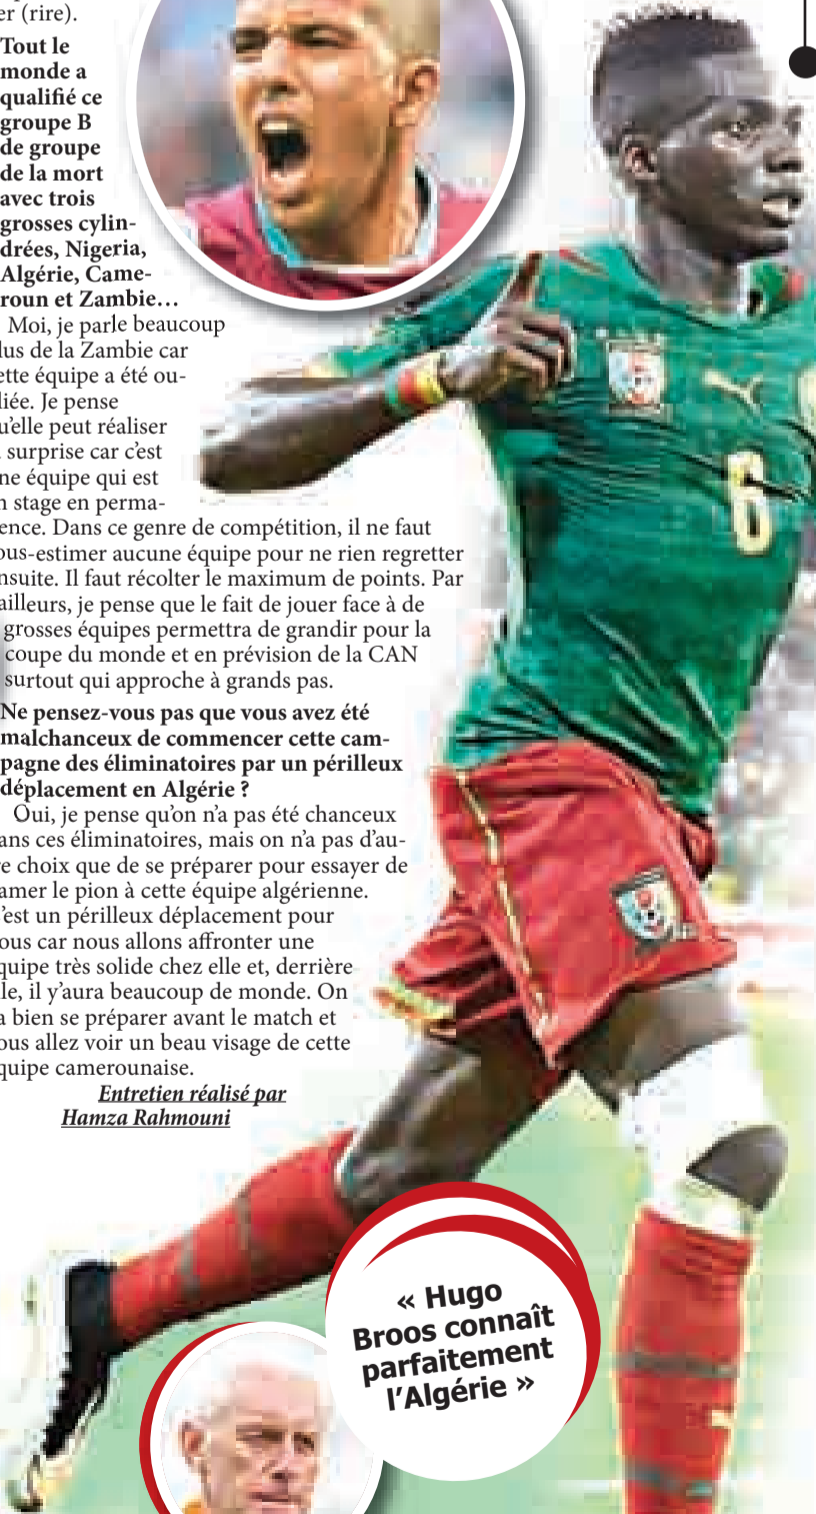 er (rire).
Tout le
monde a
qualifié ce
groupe B
de groupe
de la mort
avec trois
grosses cylin-
drées, Nigeria,
Algérie, Came-
roun et Zambie…
Moi, je parle beaucoup
lus de la Zambie car
ette équipe a été ou-
liée. Je pense
u’elle peut réaliser
surprise car c’est
ne équipe qui est
n stage en perma-
ence. Dans ce genre de compétition, il ne faut
ous-estimer aucune équipe pour ne rien regretter
nsuite. Il faut récolter le maximum de points. Par
ailleurs, je pense que le fait de jouer face à de
grosses équipes permettra de grandir pour la
coupe du monde et en prévision de la CAN
surtout qui approche à grands pas.
Ne pensez-vous pas que vous avez été
malchanceux de commencer cette cam-
pagne des éliminatoires par un périlleux
déplacement en Algérie ?
Oui, je pense qu’on n’a pas été chanceux
ans ces éliminatoires, mais on n’a pas d’au-
re choix que de se préparer pour essayer de
amer le pion à cette équipe algérienne.
’est un périlleux déplacement pour
ous car nous allons affronter une
quipe très solide chez elle et, derrière
lle, il y’aura beaucoup de monde. On
a bien se préparer avant le match et
ous allez voir un beau visage de cette
quipe camerounaise.
Entretien réalisé par
Hamza Rahmouni
8
« Hugo
Broos connaît
parfaitement
l’Algérie »